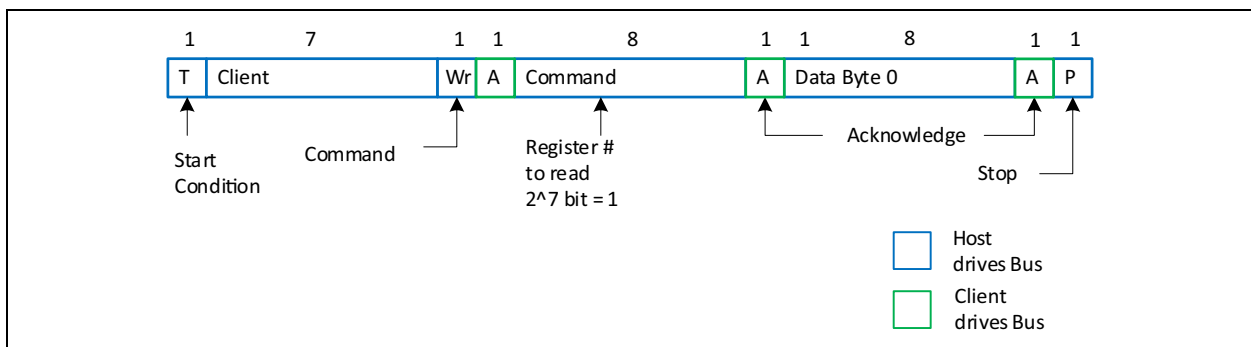 1 7 1 1 8 1 1 8 1 1
T Client Wr A Command A Data Byte 0 A P
Start
Condition
Command
Register #
to read
2^7 bit = 1
Acknowledge
Stop
Host
drives Bus
Client
drives Bus